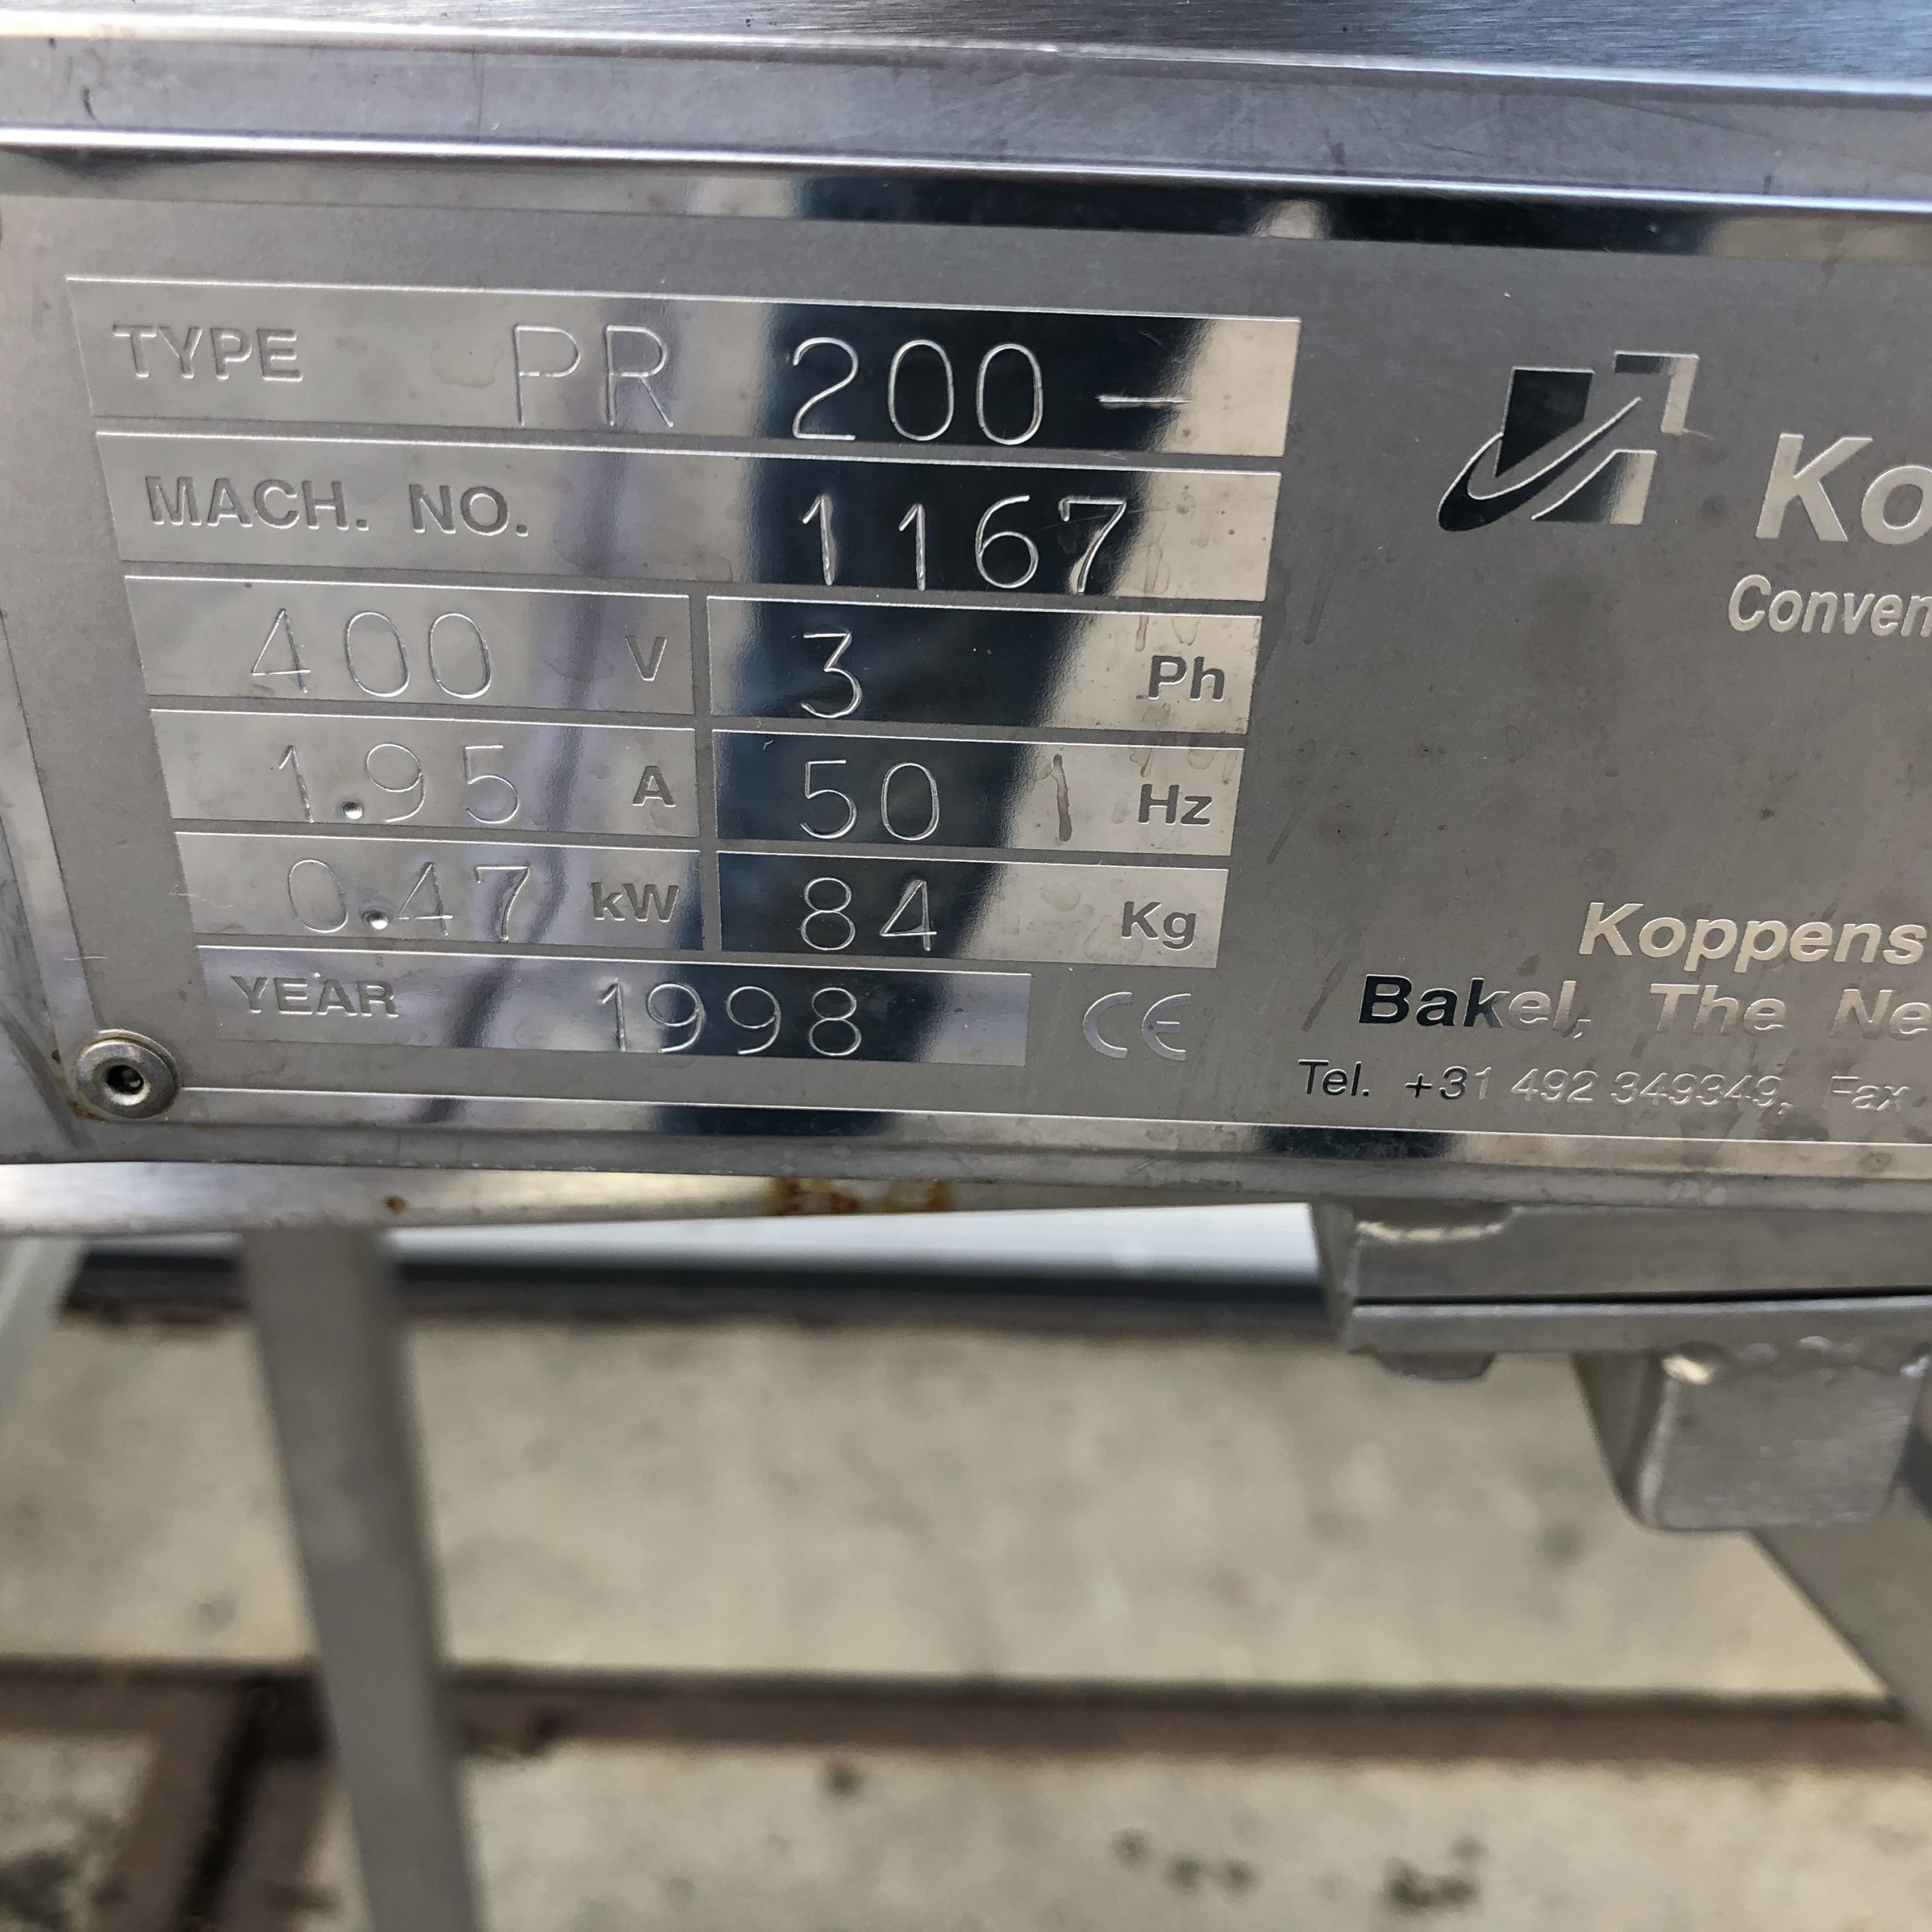 TYPE PR 200-
MACH. NO. 1167
400 V 3 Ph
1.95 A 50 Hz
0.47 kW 84 Kg
YEAR 1998 CE
Ko
Conven
Koppens
Bakel, The Ne
Tel. +31 492 349349, Fax